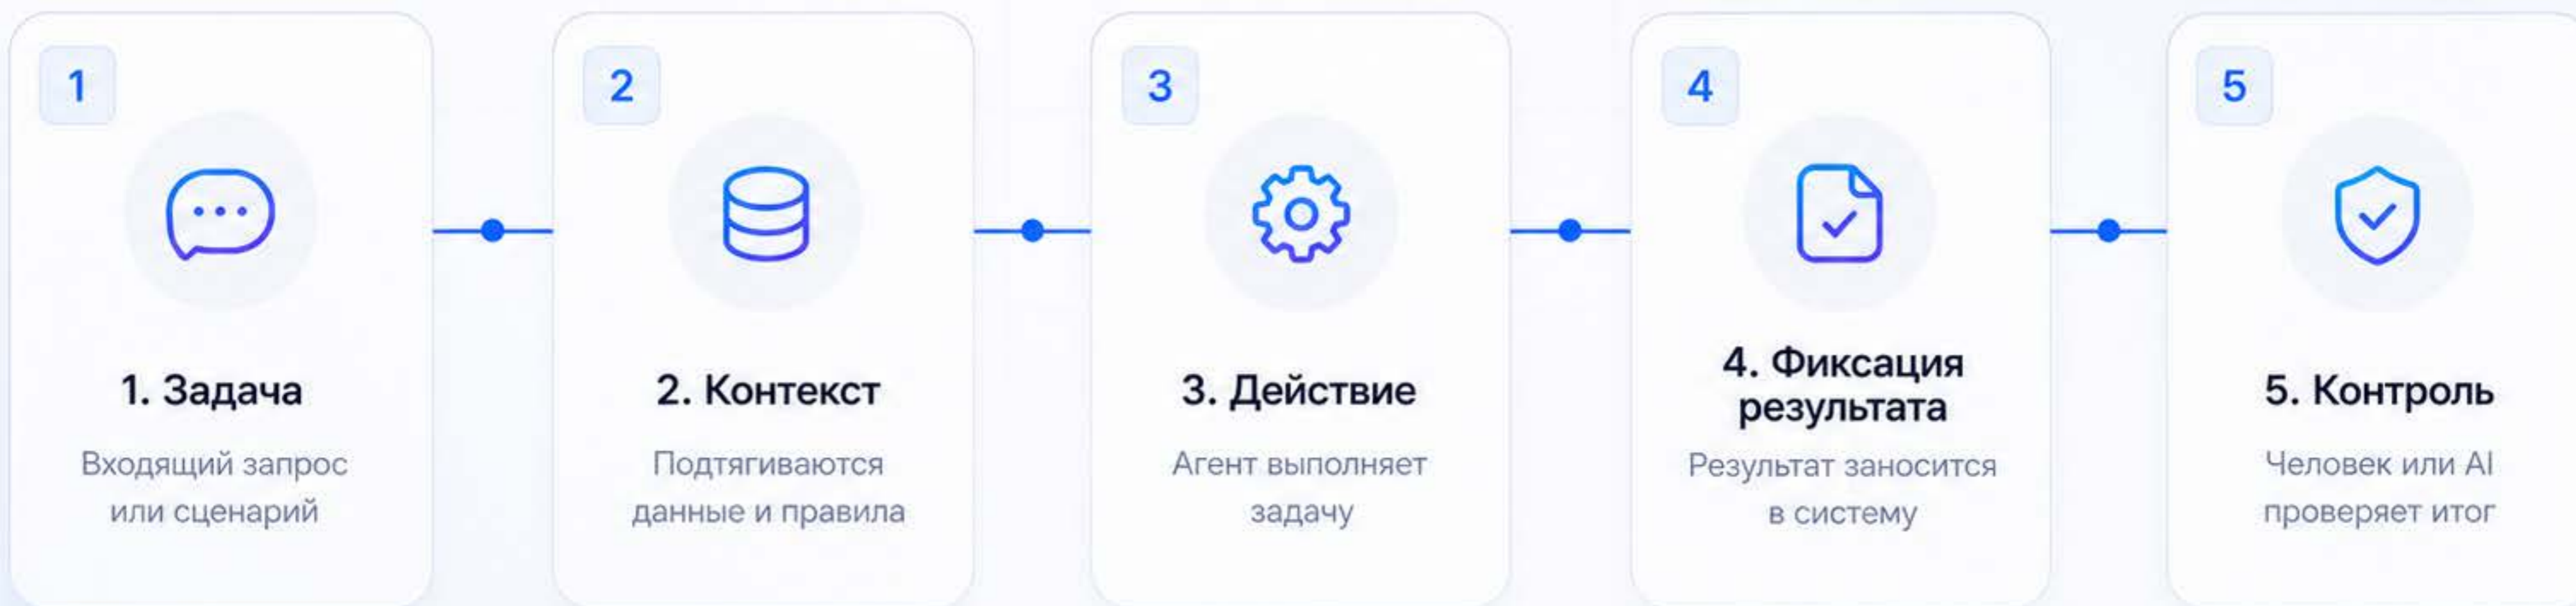 1
1. Задача
Входящий запрос
или сценарий
2
2. Контекст
Подтягиваются
данные и правила
3
3. Действие
Агент выполняет
задачу
4
4. Фиксация
результата
Результат заносится
в систему
5
5. Контроль
Человек или AI
проверяет итог